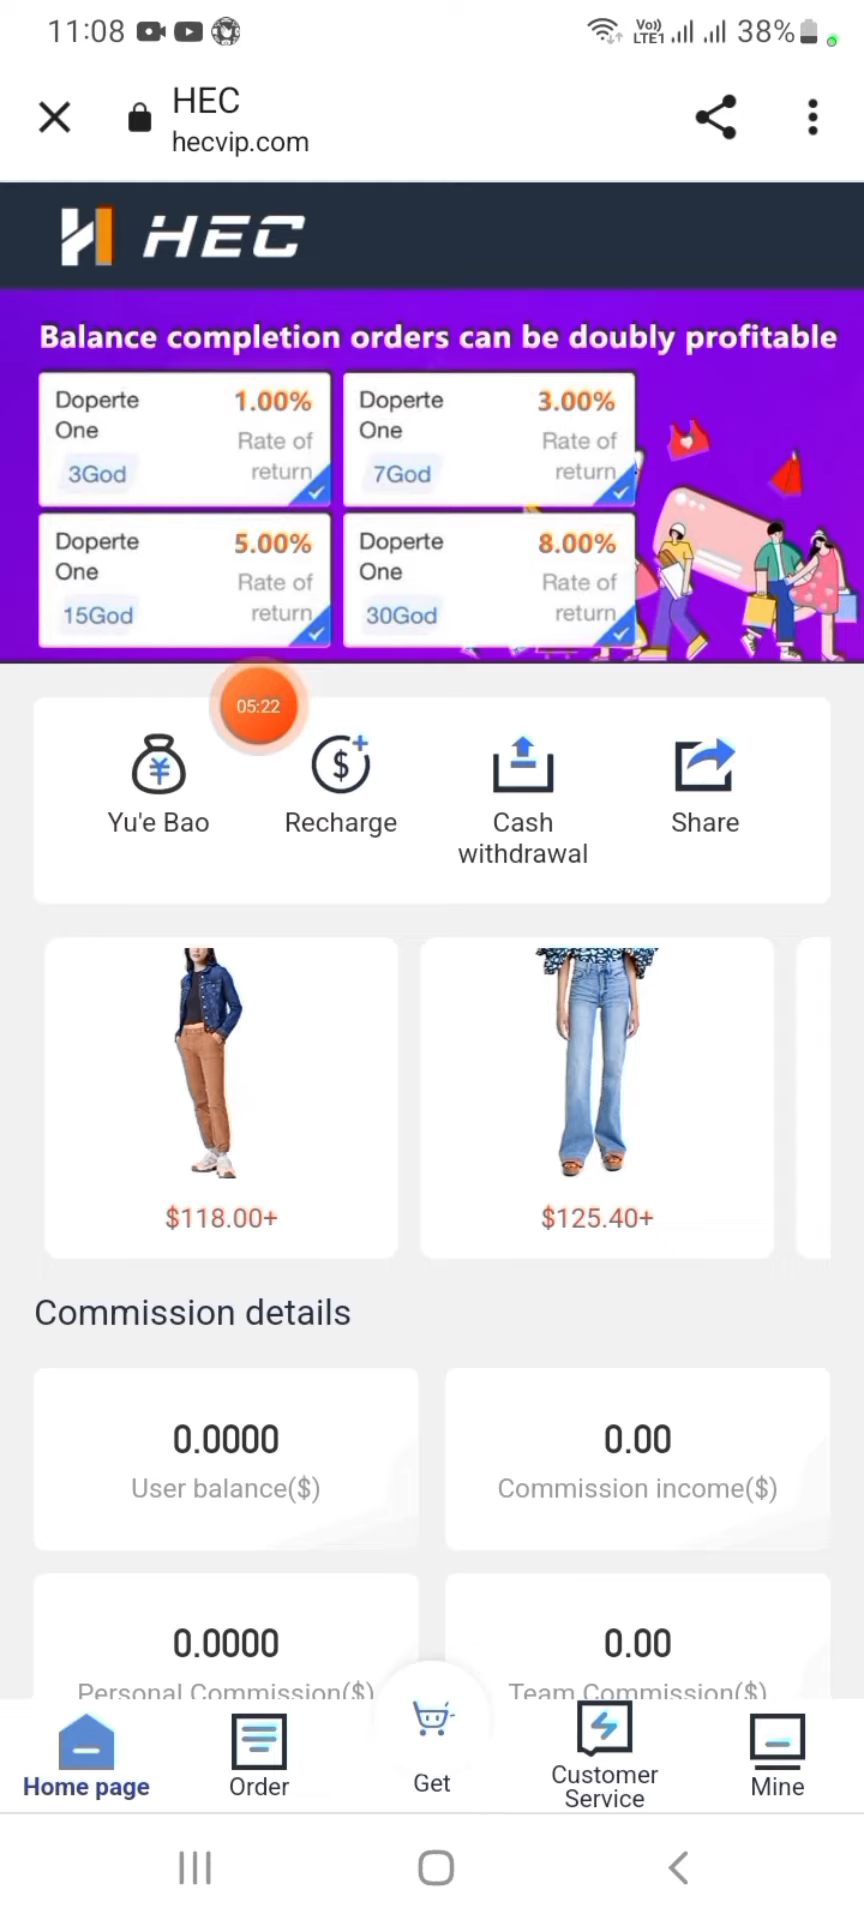 11:08
Vo))
LTE1
38%
HEC
hecvip.com
HEC
Balance completion orders can be doubly profitable
Doperte
One
1.00%
Rate of
return
3God
Doperte
One
3.00%
Rate of
return
7God
Doperte
One
5.00%
Rate of
return
15God
Doperte
One
8.00%
Rate of
return
30God
05:22
Yu'e Bao
Recharge
Cash
withdrawal
Share
$118.00+
$125.40+
Commission details
0.0000
User balance($)
0.00
Commission income($)
0.0000
Personal Commission($)
0.00
Team Commission($)
Home page
Order
Get
Customer
Service
Mine